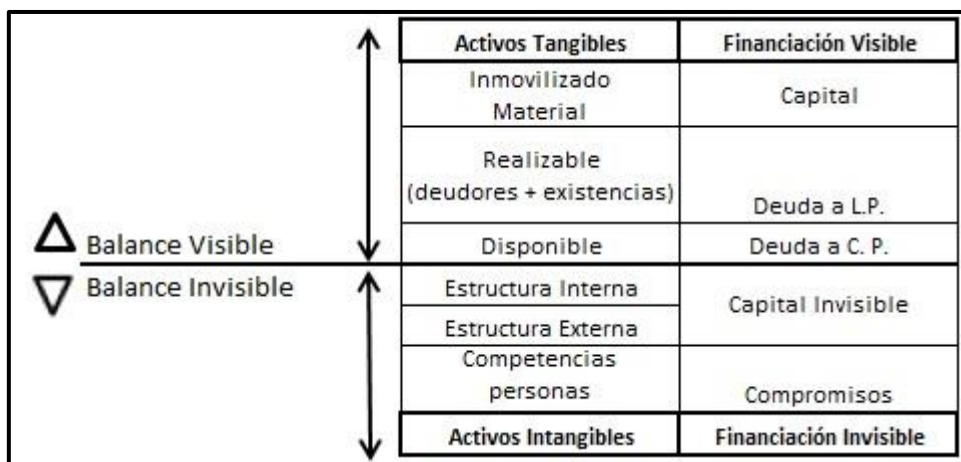 Activos Tangibles
Financiación Visible
Inmovilizado
Material
Capital
Realizable
(deudores + existencias)
Deuda a L.P.
Balance Visible
Disponible
Deuda a C. P.
Balance Invisible
Estructura Interna
Capital Invisible
Estructura Externa
Competencias
personas
Compromisos
Activos Intangibles
Financiación Invisible